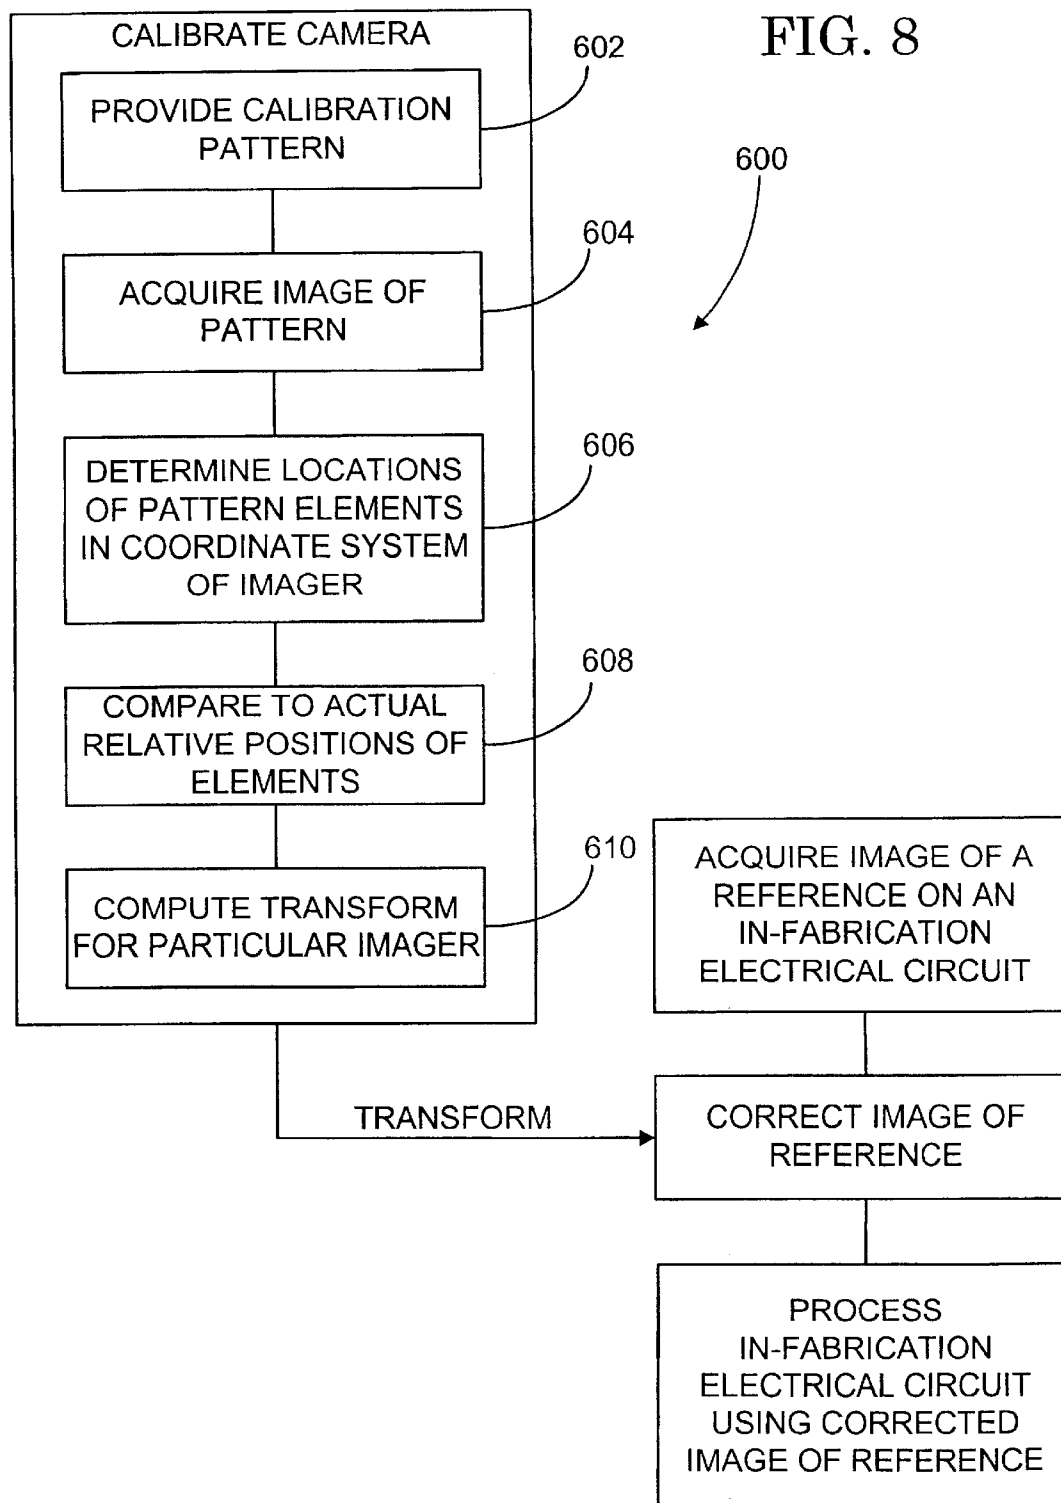 FIG. 8
CALIBRATE CAMERA
602
PROVIDE CALIBRATION
PATTERN
600
604
ACQUIRE IMAGE OF
PATTERN
606
DETERMINE LOCATIONS
OF PATTERN ELEMENTS
IN COORDINATE SYSTEM
OF IMAGER
608
COMPARE TO ACTUAL
RELATIVE POSITIONS OF
ELEMENTS
610
COMPUTE TRANSFORM
FOR PARTICULAR IMAGER
ACQUIRE IMAGE OF A
REFERENCE ON AN
IN-FABRICATION
ELECTRICAL CIRCUIT
TRANSFORM
CORRECT IMAGE OF
REFERENCE
PROCESS
IN-FABRICATION
ELECTRICAL CIRCUIT
USING CORRECTED
IMAGE OF REFERENCE